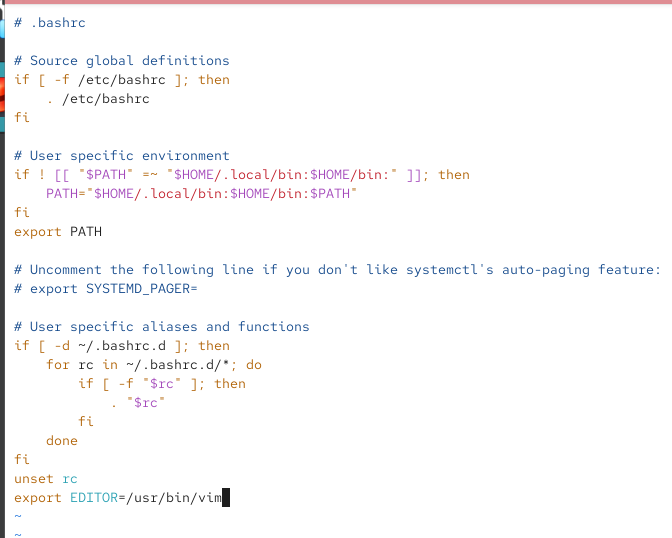 # .bashrc

# Source global definitions
if [ -f /etc/bashrc ]; then
    . /etc/bashrc
fi

# User specific environment
if ! [[ "$PATH" =~ "$HOME/.local/bin:$HOME/bin:" ]]; then
    PATH="$HOME/.local/bin:$HOME/bin:$PATH"
fi
export PATH

# Uncomment the following line if you don't like systemctl's auto-paging feature:
# export SYSTEMD_PAGER=

# User specific aliases and functions
if [ -d ~/.bashrc.d ]; then
    for rc in ~/.bashrc.d/*; do
        if [ -f "$rc" ]; then
            . "$rc"
        fi
    done
fi
unset rc
export EDITOR=/usr/bin/vim
~
~